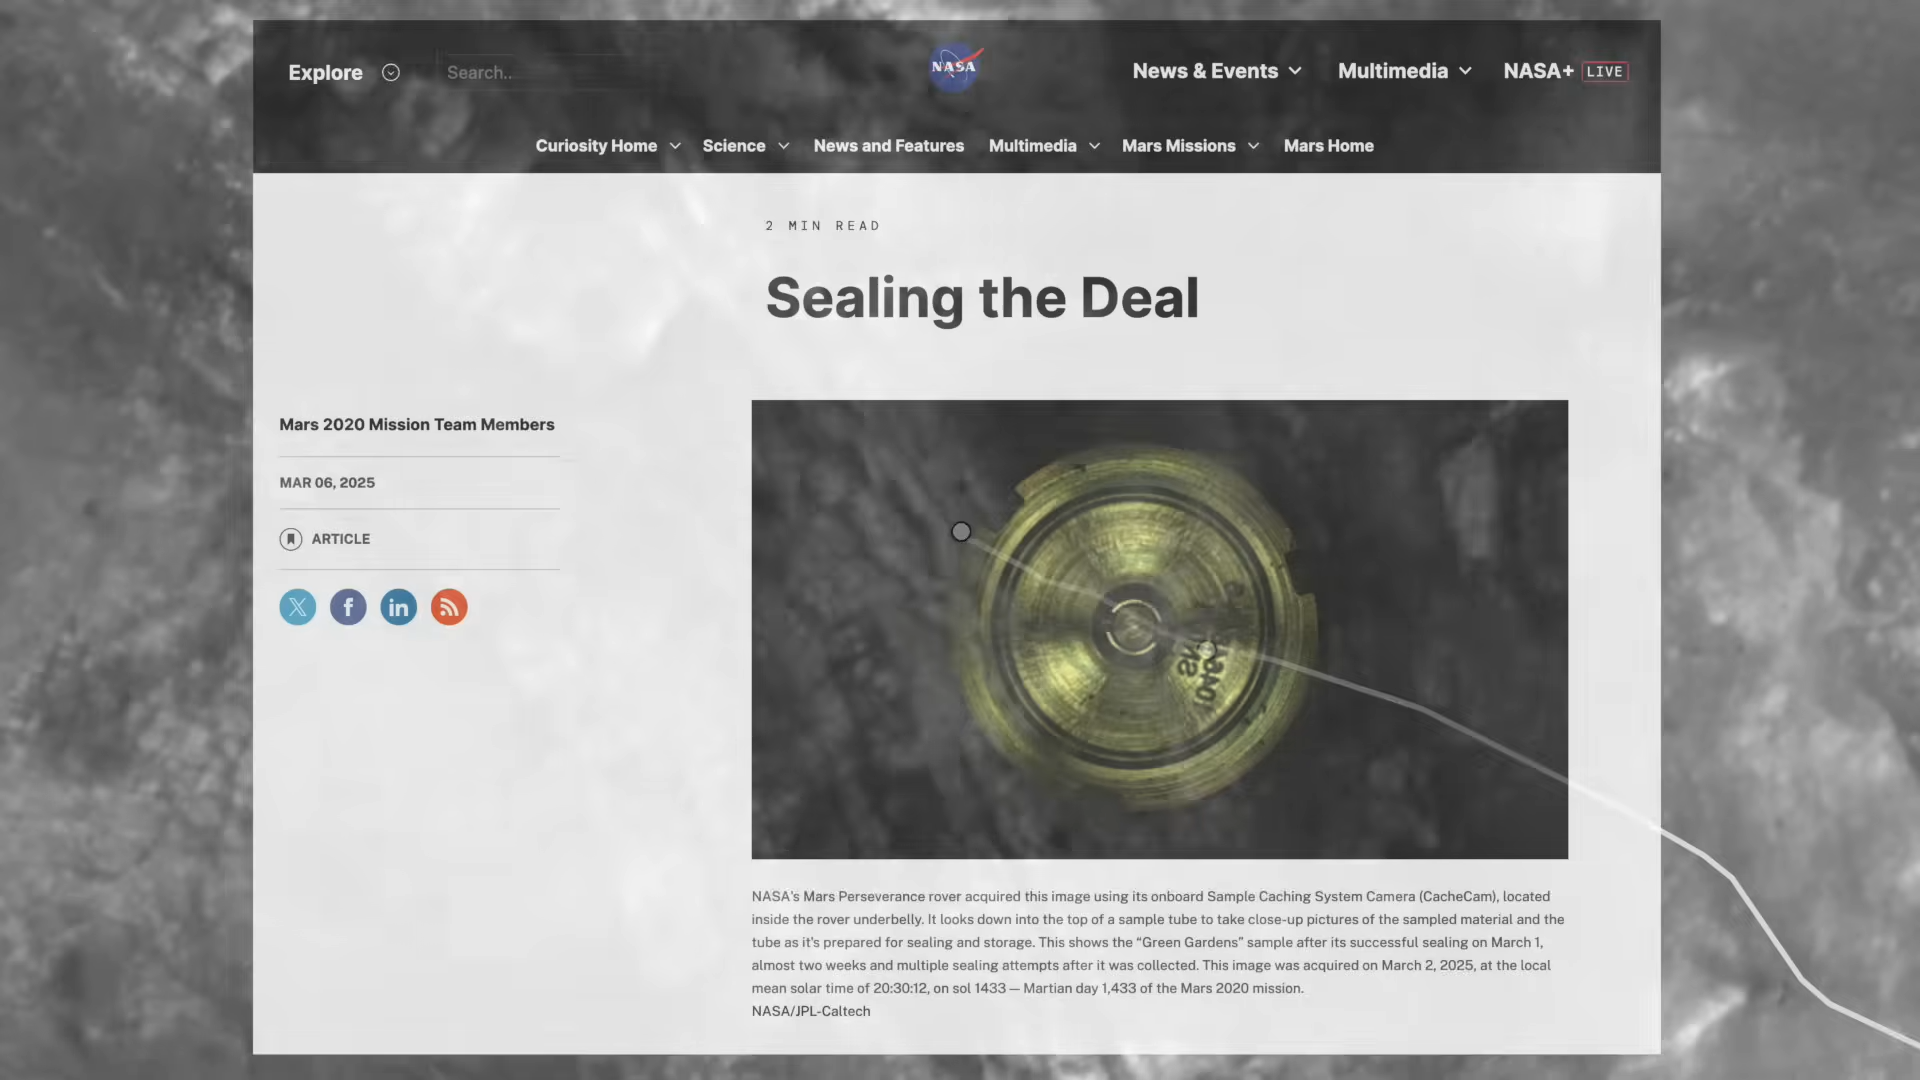 Explore
Search..
NASA
News & Events
Multimedia
NASA+ LIVE
Curiosity Home
Science
News and Features
Multimedia
Mars Missions
Mars Home
2 MIN READ
Sealing the Deal
Mars 2020 Mission Team Members
MAR 06, 2025
ARTICLE
NASA's Mars Perseverance rover acquired this image using its onboard Sample Caching System Camera (CacheCam), located
inside the rover underbelly. It looks down into the top of a sample tube to take close-up pictures of the sampled material and the
tube as it's prepared for sealing and storage. This shows the “Green Gardens” sample after its successful sealing on March 1,
almost two weeks and multiple sealing attempts after it was collected. This image was acquired on March 2, 2025, at the local
mean solar time of 20:30:12, on sol 1433 — Martian day 1,433 of the Mars 2020 mission.
NASA/JPL-Caltech